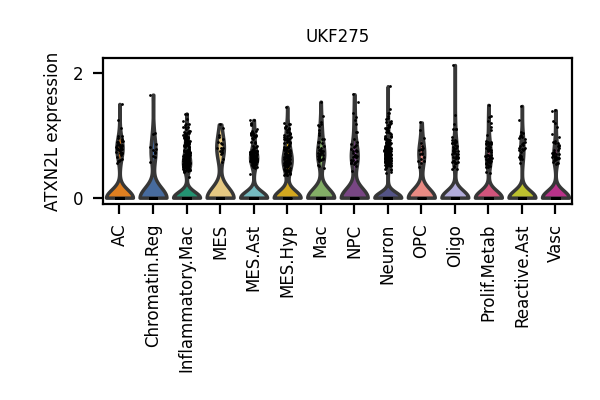 UKF275
ATXN2L expression
2
0
AC
Chromatin.Reg
Inflammatory.Mac
MES
MES.Ast
MES.Hyp
Mac
NPC
Neuron
OPC
Oligo
Prolif.Metab
Reactive.Ast
Vasc